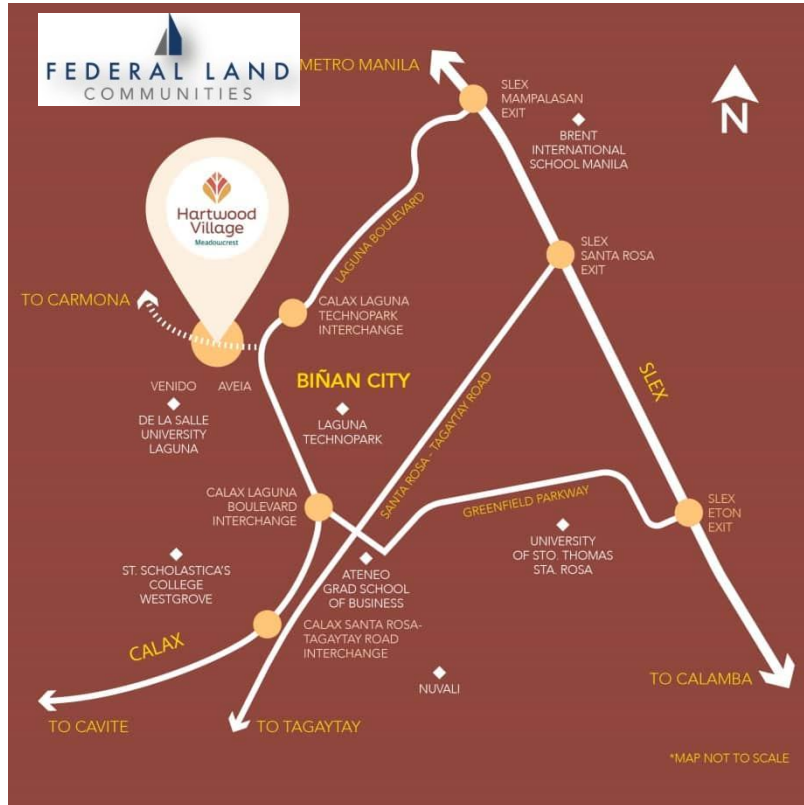 FEDERAL LAND
COMMUNITIES
METRO MANILA
SLEX
MAMPALASAN
EXIT
N
BRENT
INTERNATIONAL
SCHOOL MANILA
Hartwood
Village
Meadowcrest
LAGUNA BOULEVARD
SLEX
SANTA ROSA
EXIT
TO CARMONA
CALAX LAGUNA
TECHNOPARK
INTERCHANGE
VENIDO AVEIA
BIÑAN CITY
SLEX
DE LA SALLE
UNIVERSITY
LAGUNA
LAGUNA
TECHNOPARK
SANTA ROSA - TAGAYTAY ROAD
CALAX LAGUNA
BOULEVARD
INTERCHANGE
GREENFIELD PARKWAY
SLEX
ETON
EXIT
ST. SCHOLASTICA'S
COLLEGE
WESTGROVE
ATENEO
GRAD SCHOOL
OF BUSINESS
UNIVERSITY
OF STO. THOMAS
STA. ROSA
CALAX
CALAX SANTA ROSA-
TAGAYTAY ROAD
INTERCHANGE
NUVALI
TO CALAMBA
TO CAVITE
TO TAGAYTAY
*MAP NOT TO SCALE